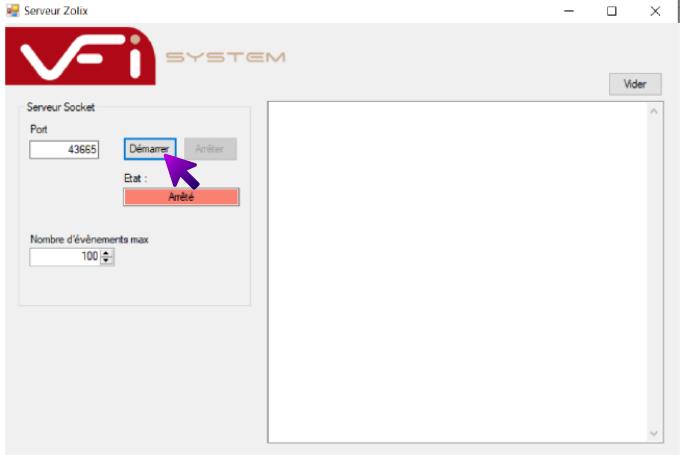 Serveur Zolix
VFi SYSTEM
Vider
Serveur Socket
Port
43665 Démarrer Arrêter
Etat :
Arrêté
Nombre d'évènements max
100